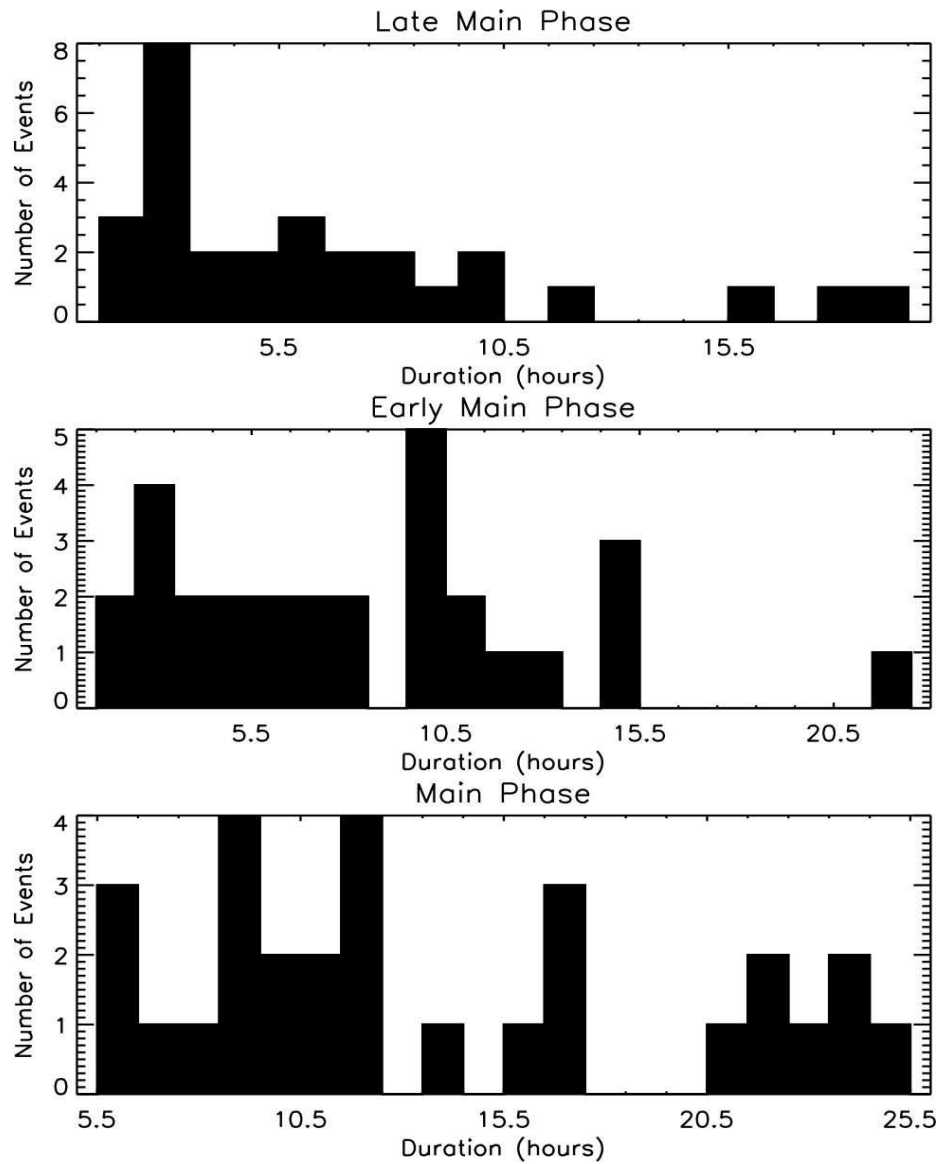 Late Main Phase
8
6
4
2
0
Number of Events
5.5 10.5 15.5
Duration (hours)
Early Main Phase
5
4
3
2
1
0
Number of Events
5.5 10.5 15.5 20.5
Duration (hours)
Main Phase
4
3
2
1
0
Number of Events
5.5 10.5 15.5 20.5 25.5
Duration (hours)